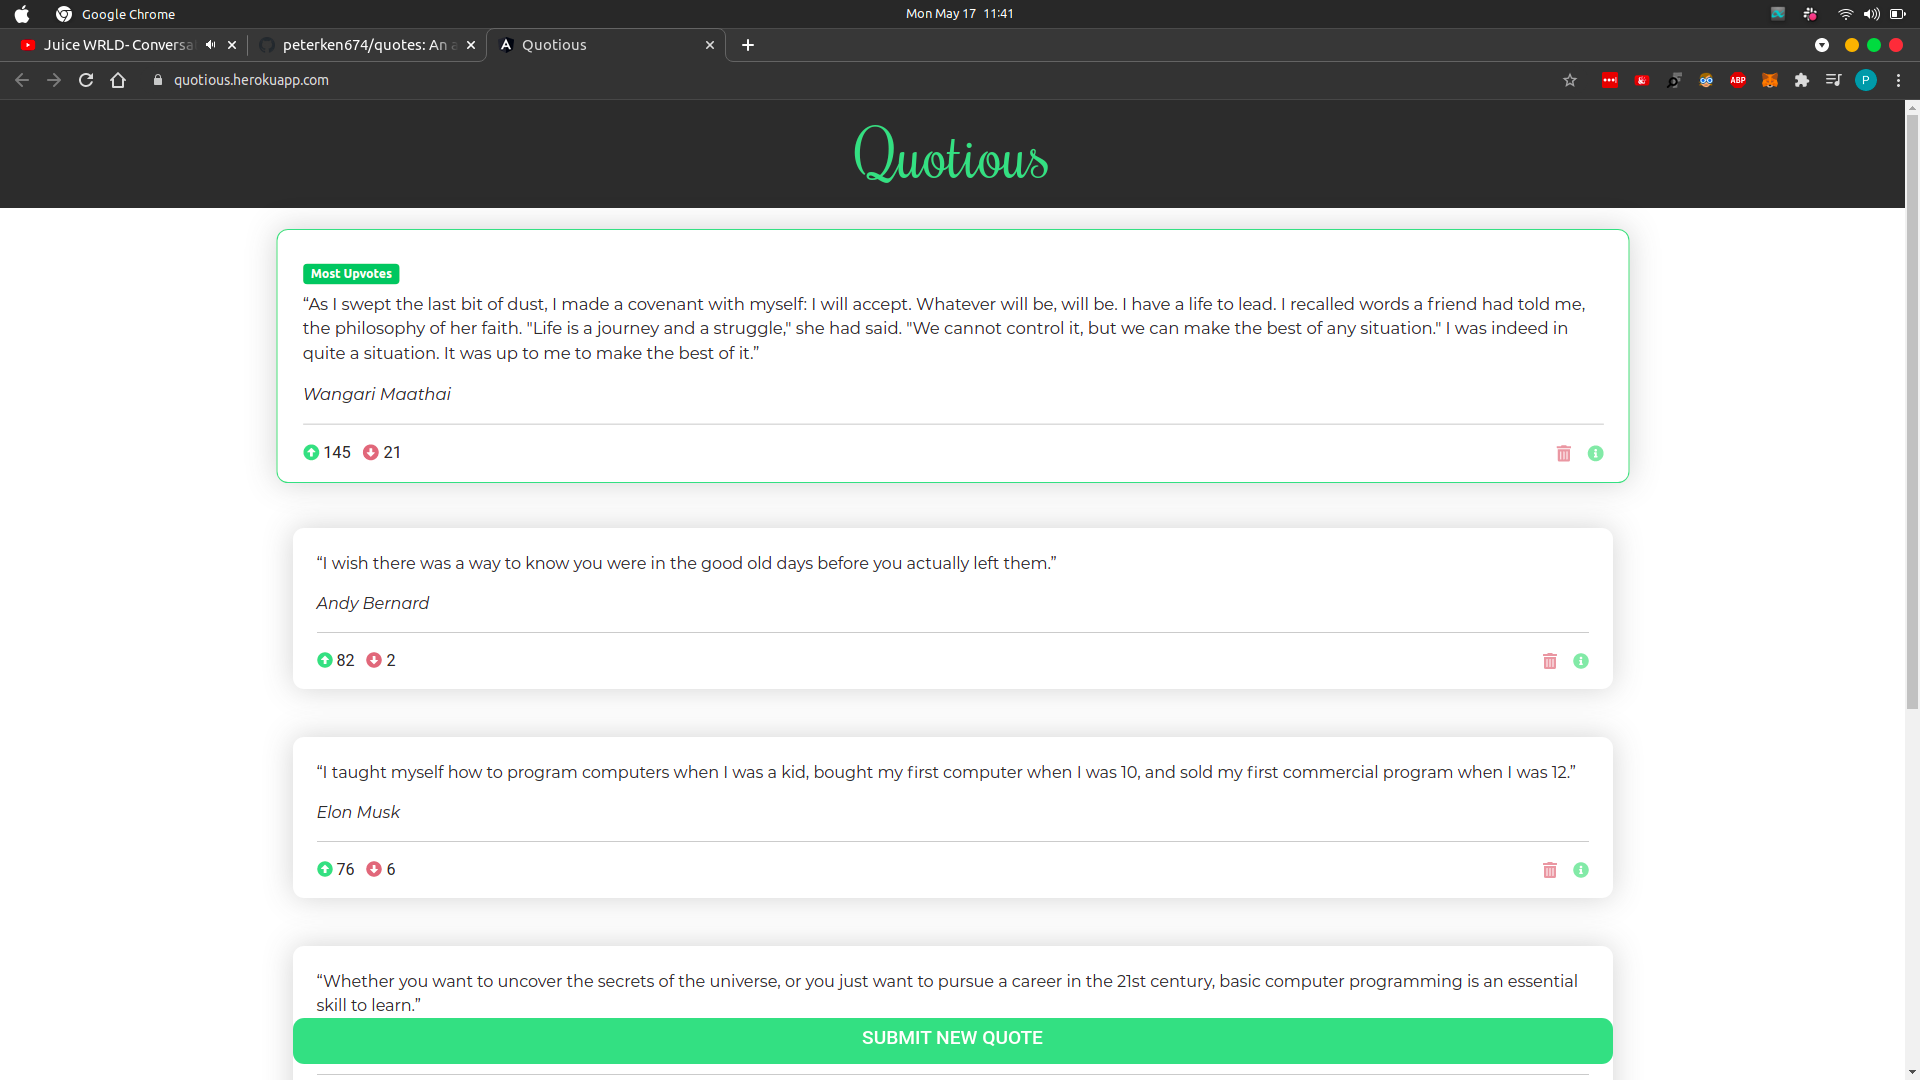 Google Chrome
Mon May 17 11:41
Juice WRLD- Conversa
peterken674/quotes: An a
Quotious
quotious.herokuapp.com
ABP
P
Quotious
Most Upvotes
“As I swept the last bit of dust, I made a covenant with myself: I will accept. Whatever will be, will be. I have a life to lead. I recalled words a friend had told me,
the philosophy of her faith. "Life is a journey and a struggle," she had said. "We cannot control it, but we can make the best of any situation." I was indeed in
quite a situation. It was up to me to make the best of it.”
Wangari Maathai
145 21
“I wish there was a way to know you were in the good old days before you actually left them.”
Andy Bernard
82 2
“I taught myself how to program computers when I was a kid, bought my first computer when I was 10, and sold my first commercial program when I was 12.”
Elon Musk
76 6
“Whether you want to uncover the secrets of the universe, or you just want to pursue a career in the 21st century, basic computer programming is an essential
skill to learn.”
SUBMIT NEW QUOTE